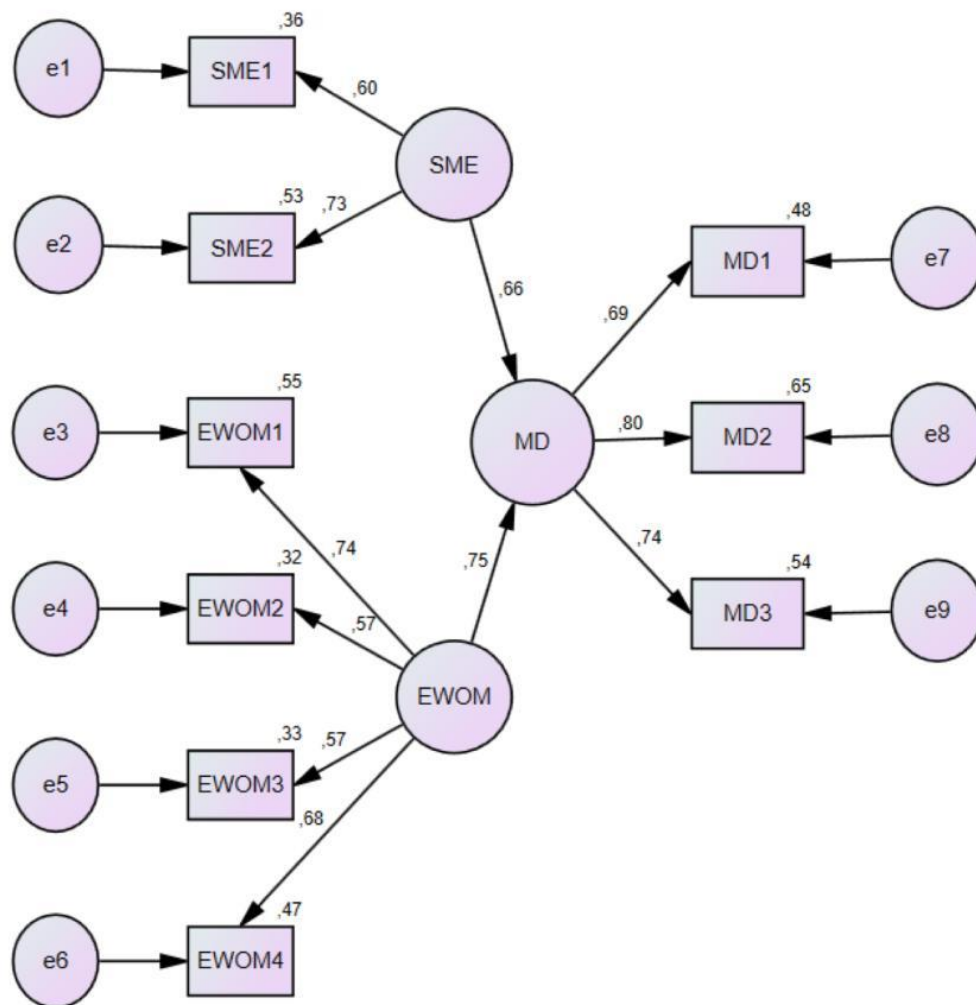 ,36
e1
SME1
,60
SME
,53
e2
SME2
,73
,48
MD1
e7
,66
,69
,55
e3
EWOM1
,65
MD
,80
MD2
e8
,74
,74
,32
e4
EWOM2
,57
,75
,54
MD3
e9
EWOM
,33
e5
EWOM3
,57
,68
,47
e6
EWOM4